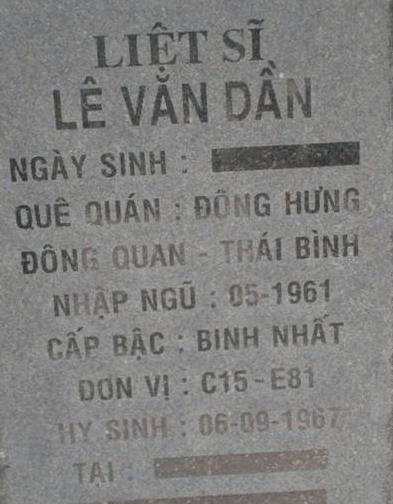 LIỆT SĨ
LÊ VĂN DẦN
NGÀY SINH :
QUÊ QUÁN : ĐÔNG HƯNG
ĐÔNG QUAN - THÁI BÌNH
NHẬP NGŨ : 05-1961
CẤP BẬC : BINH NHẤT
ĐƠN VỊ : C15-E81
HY SINH : 06-09-1967
TẠI :